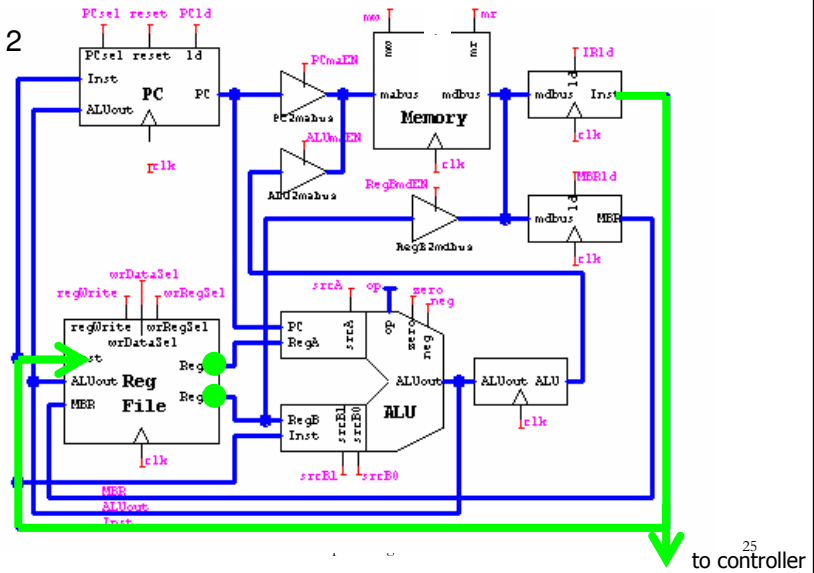 PCsel reset PCld
2
PCsel reset ld
Inst
PC
PC
ALUout
clk
PCmaEN
PC2mabus
ALU2mabus
mw
mr
mw
mr
mabus
mdbus
Memory
clk
IRld
ld
mdbus
Inst
clk
RegBmdEN
RegB2mdbus
MBRld
ld
mdbus
MBR
clk
wrDataSel
regWrite
wrRegSel
regWrite
wrRegSel
wrDataSel
Reg
ALUout
Reg File
Reg
MBR
clk
srcA
op
zero
neg
PC
RegA
srcA
op
zero
neg
ALUout
ALU
RegB
Inst
srcB1
srcB0
srcB1
srcB0
ALUout ALU
clk
MBR
ALUout
Inst
25
to controller